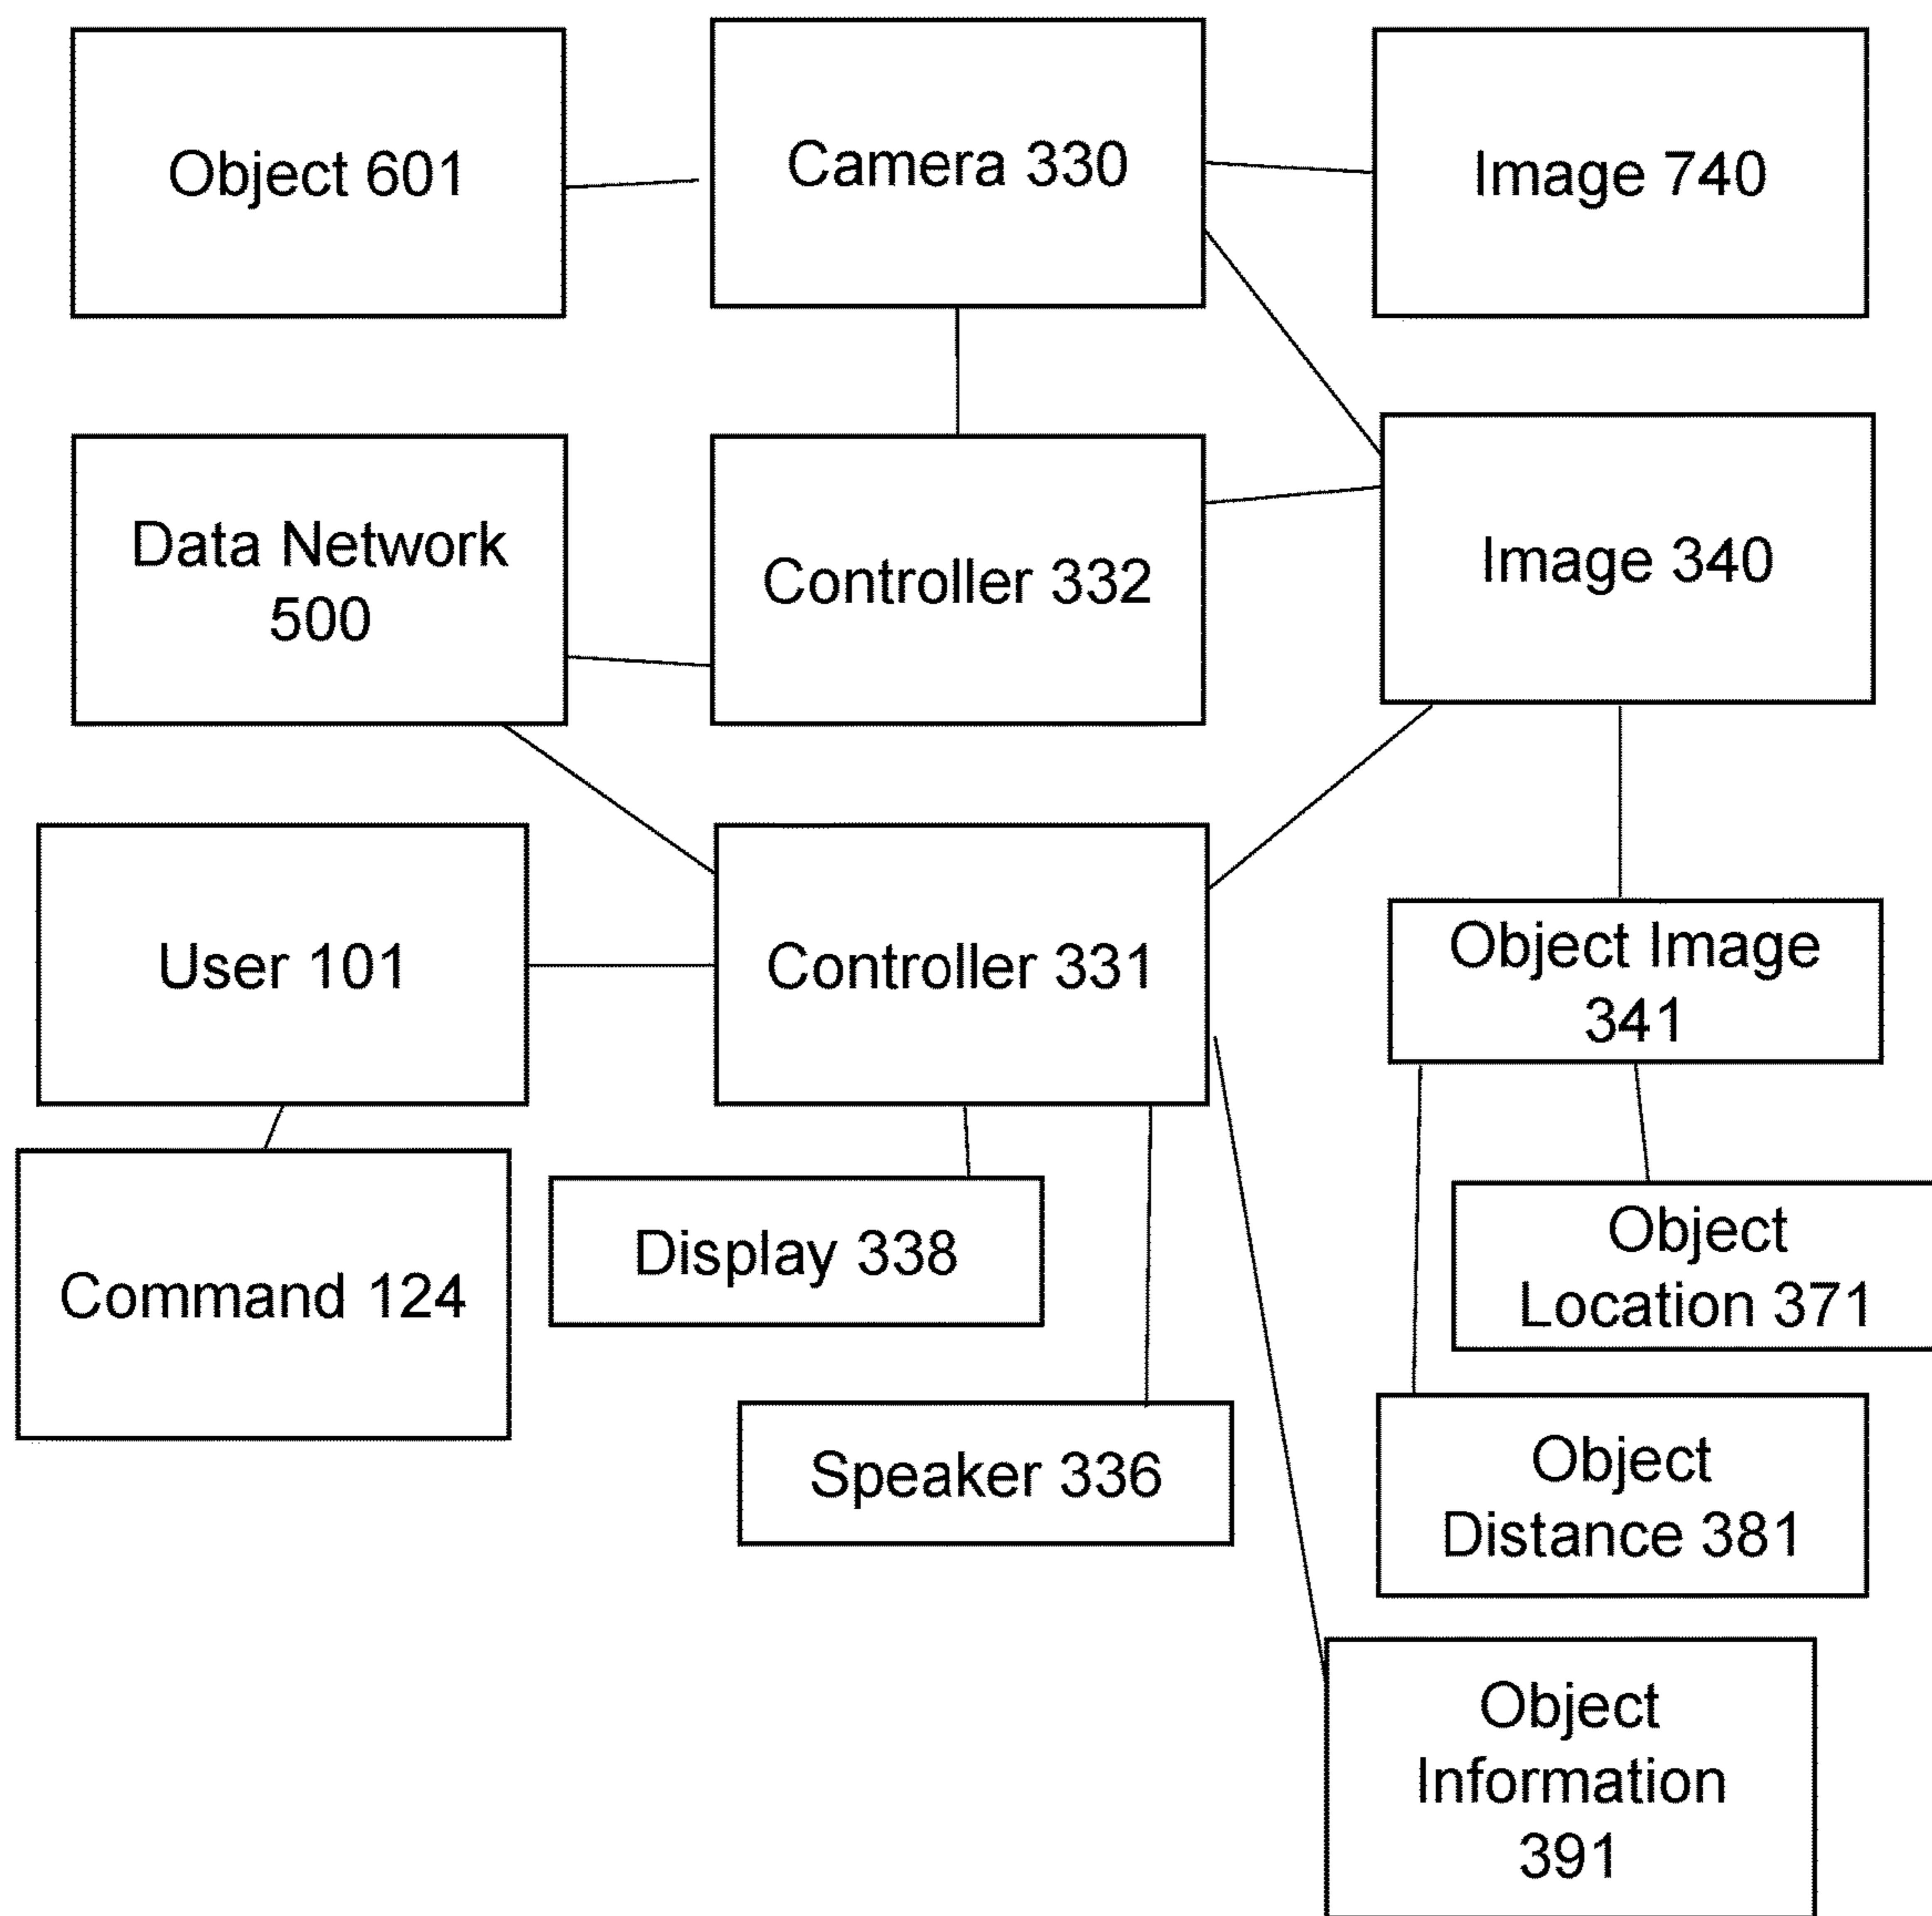 Object 601
Camera 330
Image 740
Data Network
500
Controller 332
Image 340
User 101
Controller 331
Object Image
341
Command 124
Display 338
Object
Location 371
Speaker 336
Object
Distance 381
Object
Information
391